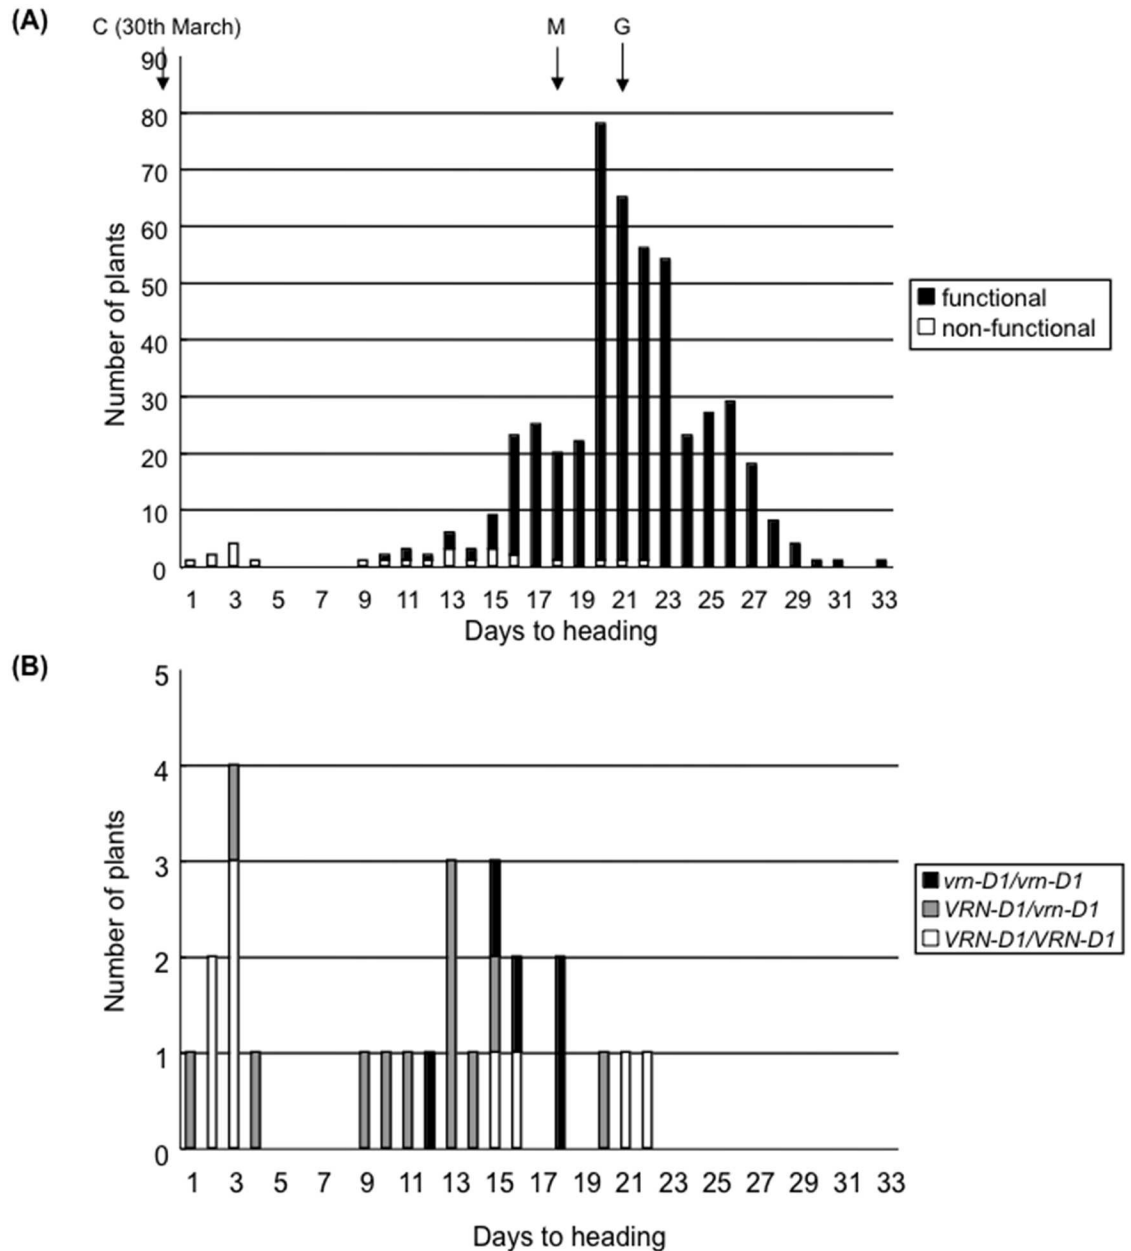 (A)
C (30th March) M G
90
80
70
60
50
40
30
20
10
0
Number of plants
1 3 5 7 9 11 13 15 17 19 21 23 25 27 29 31 33
Days to heading
functional
non-functional
(B)
5
4
3
2
1
0
Number of plants
1 3 5 7 9 11 13 15 17 19 21 23 25 27 29 31 33
Days to heading
vrn-D1/vrn-D1
VRN-D1/vrn-D1
VRN-D1/VRN-D1